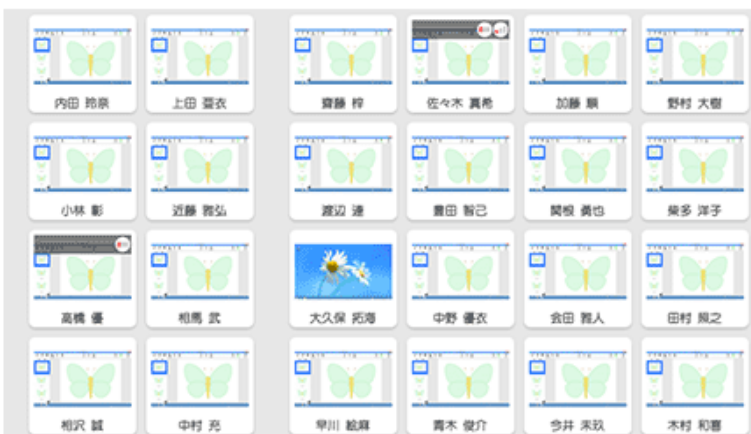 内田 玲奈
上田 亜衣
齋藤 梓
佐々木 真希
加藤 順
野村 大樹
小林 彰
近藤 雅弘
渡辺 達
豊田 智己
関根 勇也
柴多 洋子
高橋 優
相馬 武
大久保 拓海
中野 優衣
会田 雅人
田村 照之
相沢 誠
中村 充
早川 絵麻
青木 俊介
今井 未玖
木村 和喜